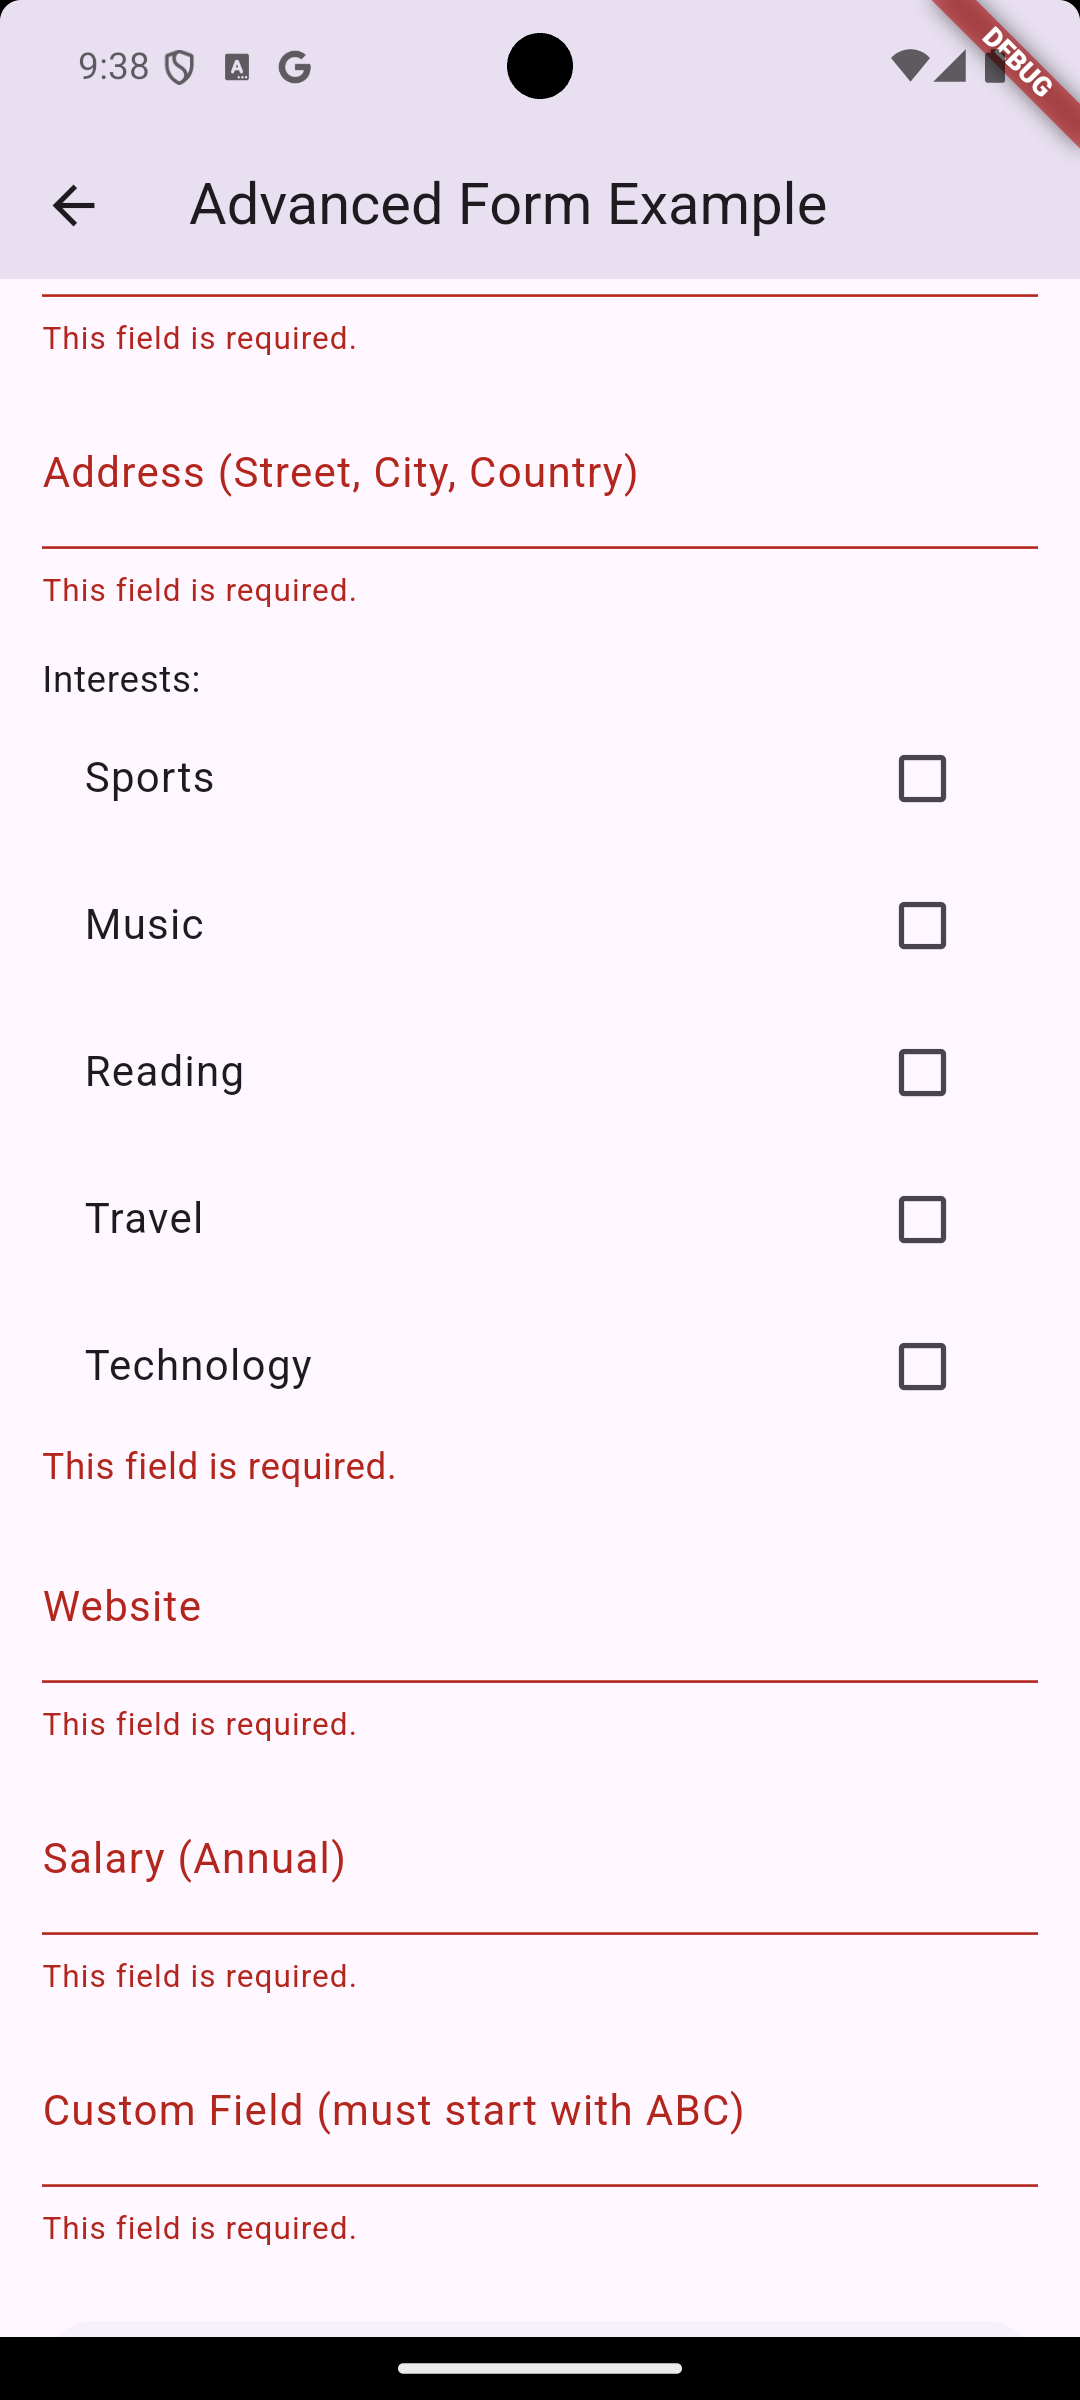 9:38
DEBUG
Advanced Form Example
This field is required.
Address (Street, City, Country)
This field is required.
Interests:
Sports
Music
Reading
Travel
Technology
This field is required.
Website
This field is required.
Salary (Annual)
This field is required.
Custom Field (must start with ABC)
This field is required.